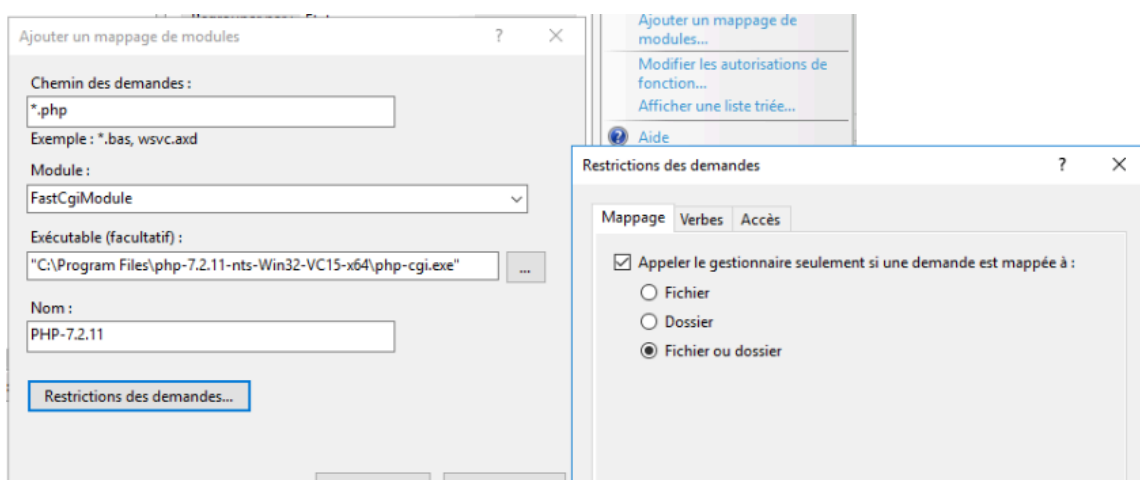 Ajouter un mappage de modules
?
Chemin des demandes :
*.php
Exemple : *.bas, wsvc.axd
Module :
FastCgiModule
Exécutable (facultatif) :
"C:\Program Files\php-7.2.11-nts-Win32-VC15-x64\php-cgi.exe"
...
Nom :
PHP-7.2.11
Restrictions des demandes...
Ajouter un mappage de
modules...
Modifier les autorisations de
fonction...
Afficher une liste triée...
Aide
Restrictions des demandes
?
Mappage Verbes Accès
Appeler le gestionnaire seulement si une demande est mappée à :
Fichier
Dossier
Fichier ou dossier